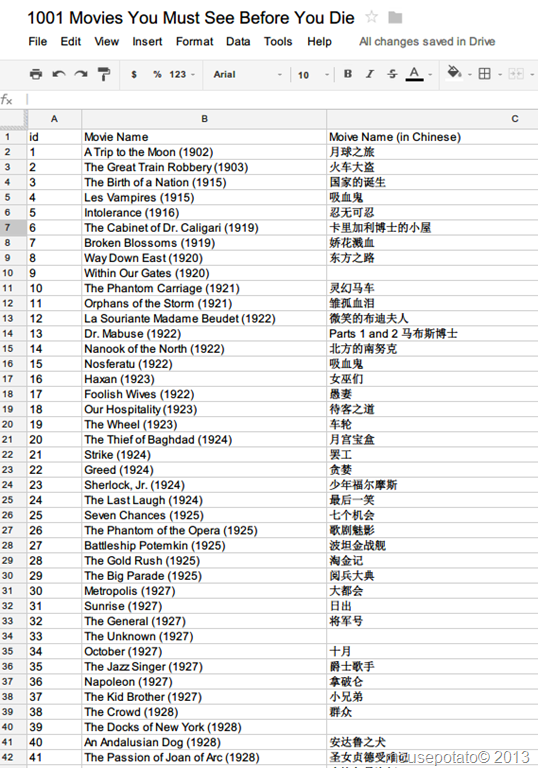 1001 Movies You Must See Before You Die
File Edit View Insert Format Data Tools Help All changes saved in Drive
$ % 123 Arial 10 B I S A
fx
A B C
1 id Movie Name Moive Name (in Chinese)
2 1 A Trip to the Moon (1902) 月球之旅
3 2 The Great Train Robbery (1903) 火车大盗
4 3 The Birth of a Nation (1915) 国家的诞生
5 4 Les Vampires (1915) 吸血鬼
6 5 Intolerance (1916) 忍无可忍
7 6 The Cabinet of Dr. Caligari (1919) 卡里加利博士的小屋
8 7 Broken Blossoms (1919) 娇花溅血
9 8 Way Down East (1920) 东方之路
10 9 Within Our Gates (1920)
11 10 The Phantom Carriage (1921) 灵幻马车
12 11 Orphans of the Storm (1921) 雏孤血泪
13 12 La Souriante Madame Beudet (1922) 微笑的布迪夫人
14 13 Dr. Mabuse (1922) Parts 1 and 2 马布斯博士
15 14 Nanook of the North (1922) 北方的南努克
16 15 Nosferatu (1922) 吸血鬼
17 16 Haxan (1923) 女巫们
18 17 Foolish Wives (1922) 愚妻
19 18 Our Hospitality (1923) 待客之道
20 19 The Wheel (1923) 车轮
21 20 The Thief of Baghdad (1924) 月宫宝盒
22 21 Strike (1924) 罢工
23 22 Greed (1924) 贪婪
24 23 Sherlock, Jr. (1924) 少年福尔摩斯
25 24 The Last Laugh (1924) 最后一笑
26 25 Seven Chances (1925) 七个机会
27 26 The Phantom of the Opera (1925) 歌剧魅影
28 27 Battleship Potemkin (1925) 波坦金战舰
29 28 The Gold Rush (1925) 淘金记
30 29 The Big Parade (1925) 阅兵大典
31 30 Metropolis (1927) 大都会
32 31 Sunrise (1927) 日出
33 32 The General (1927) 将军号
34 33 The Unknown (1927)
35 34 October (1927) 十月
36 35 The Jazz Singer (1927) 爵士歌手
37 36 Napoleon (1927) 拿破仑
38 37 The Kid Brother (1927) 小兄弟
39 38 The Crowd (1928) 群众
40 39 The Docks of New York (1928)
41 40 An Andalusian Dog (1928) 安达鲁之犬
42 41 The Passion of Joan of Arc (1928) 圣女贞德受难记
© 2013